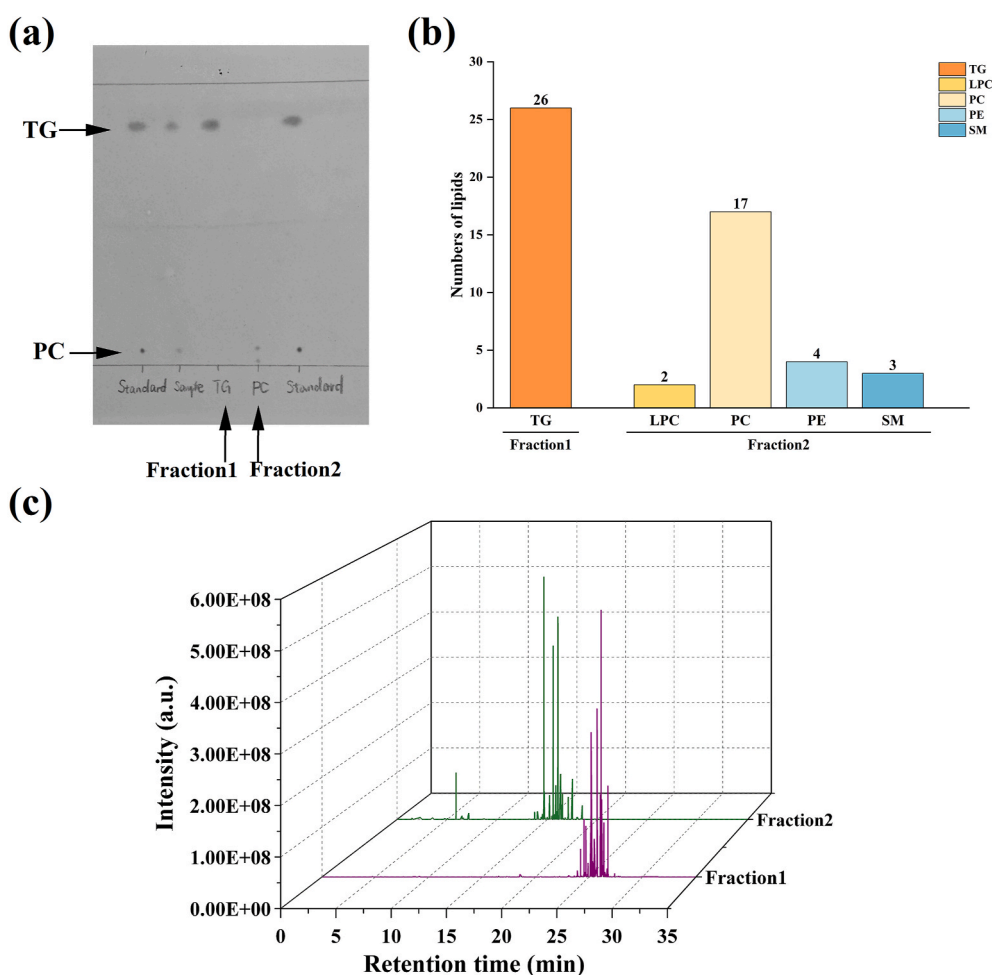 (a)
TG
PC
Standard Sample TG PC Standard
Fraction1 Fraction2
(b)
Numbers of lipids
30
25
20
15
10
5
0
26
2
17
4
3
TG LPC PC PE SM
Fraction1 Fraction2
TG
LPC
PC
PE
SM
(c)
Intensity (a.u.)
6.00E+08
5.00E+08
4.00E+08
3.00E+08
2.00E+08
1.00E+08
0.00E+00
0 5 10 15 20 25 30 35
Retention time (min)
Fraction2
Fraction1